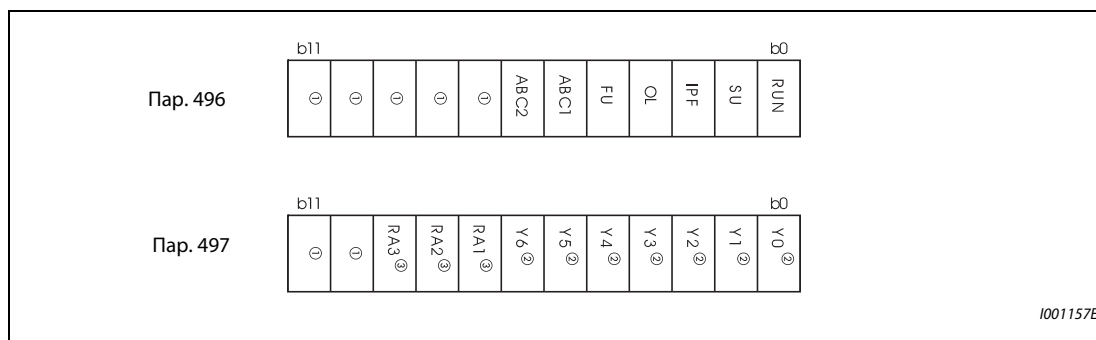 b11 b0
Пар. 496 ① ① ① ① ① ABC2 ABC1 FU OL IPF SU RUN
b11 b0
Пар. 497 ① ① RA3③ RA2③ RA1③ Y6② Y5② Y4② Y3② Y2② Y1② Y0②
I001157E